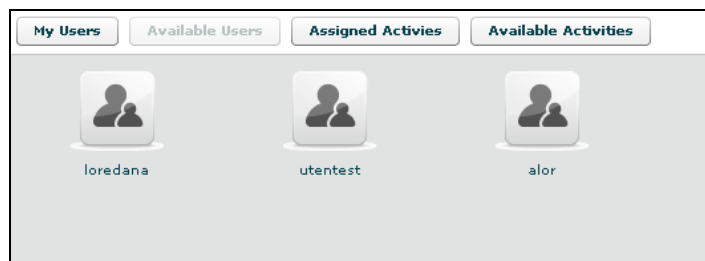 My Users Available Users Assigned Activies Available Activities
loredana utentest alor